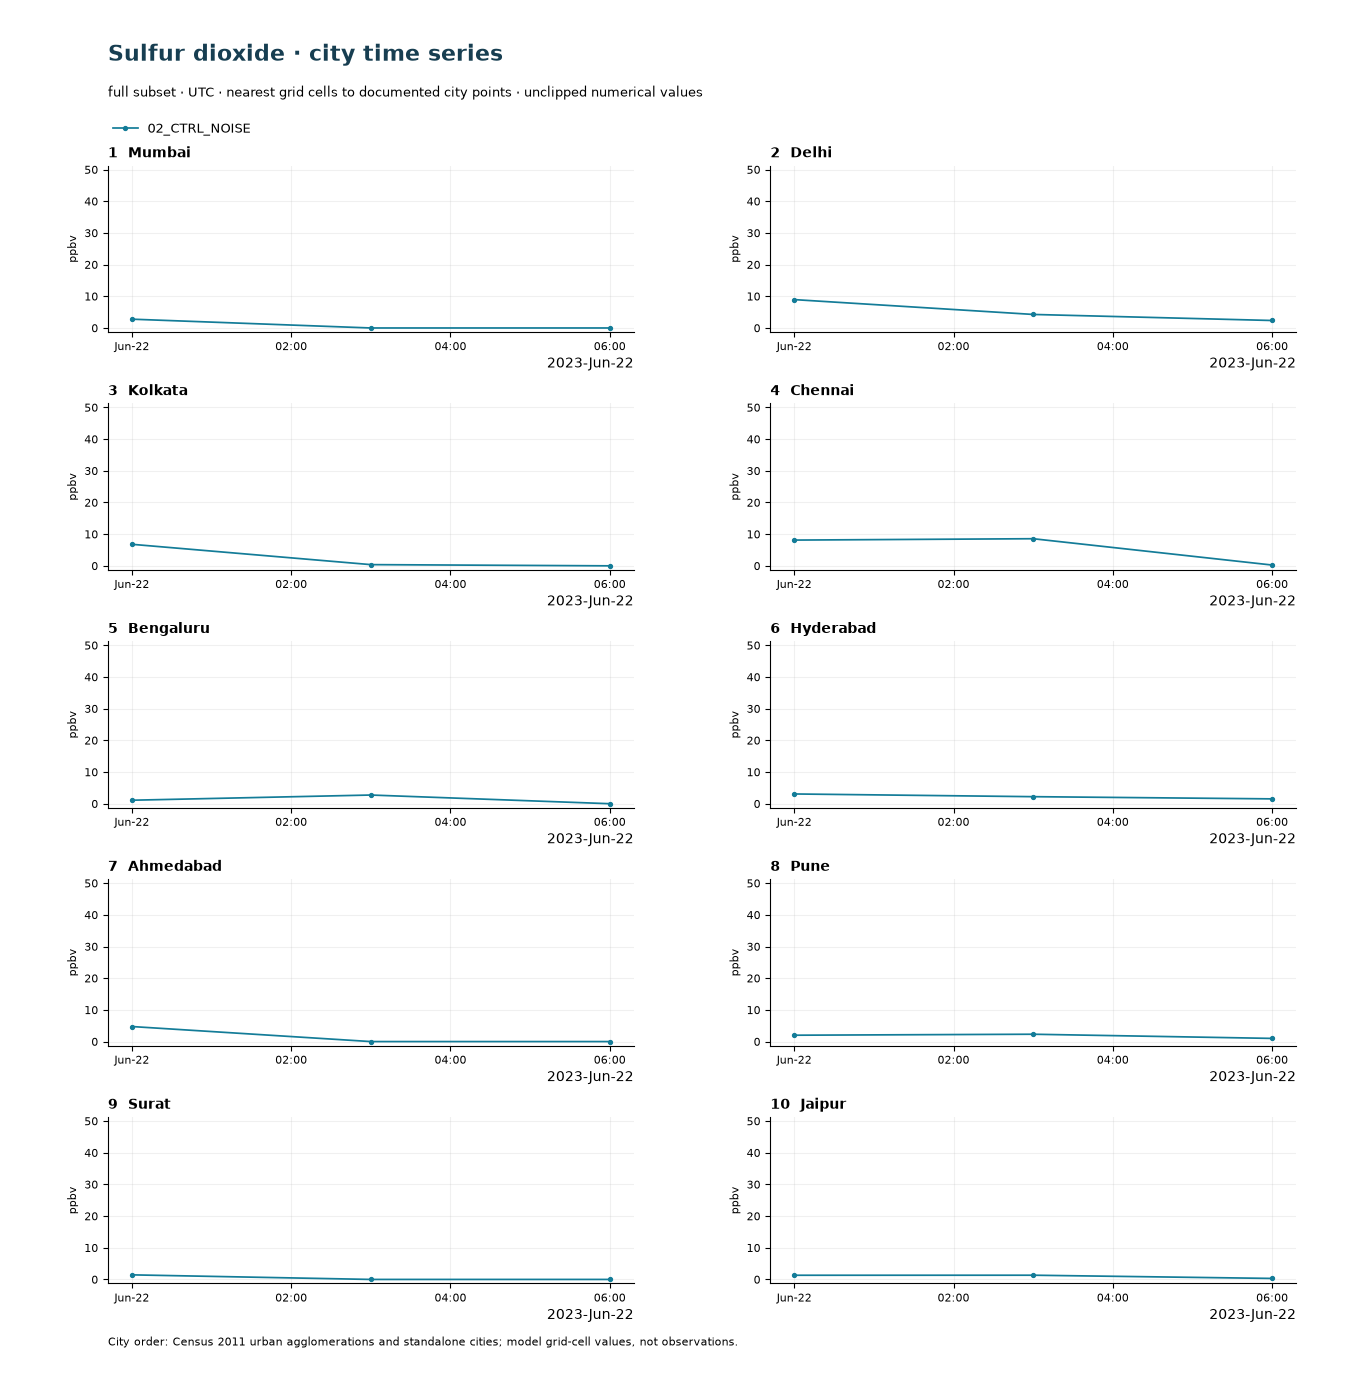 Sulfur dioxide · city time series
full subset · UTC · nearest grid cells to documented city points · unclipped numerical values
02_CTRL_NOISE
1 Mumbai
50
40
30
20
10
0
ppbv
Jun-22 02:00 04:00 06:00
2023-Jun-22
2 Delhi
50
40
30
20
10
0
ppbv
Jun-22 02:00 04:00 06:00
2023-Jun-22
3 Kolkata
50
40
30
20
10
0
ppbv
Jun-22 02:00 04:00 06:00
2023-Jun-22
4 Chennai
50
40
30
20
10
0
ppbv
Jun-22 02:00 04:00 06:00
2023-Jun-22
5 Bengaluru
50
40
30
20
10
0
ppbv
Jun-22 02:00 04:00 06:00
2023-Jun-22
6 Hyderabad
50
40
30
20
10
0
ppbv
Jun-22 02:00 04:00 06:00
2023-Jun-22
7 Ahmedabad
50
40
30
20
10
0
ppbv
Jun-22 02:00 04:00 06:00
2023-Jun-22
8 Pune
50
40
30
20
10
0
ppbv
Jun-22 02:00 04:00 06:00
2023-Jun-22
9 Surat
50
40
30
20
10
0
ppbv
Jun-22 02:00 04:00 06:00
2023-Jun-22
10 Jaipur
50
40
30
20
10
0
ppbv
Jun-22 02:00 04:00 06:00
2023-Jun-22
City order: Census 2011 urban agglomerations and standalone cities; model grid-cell values, not observations.